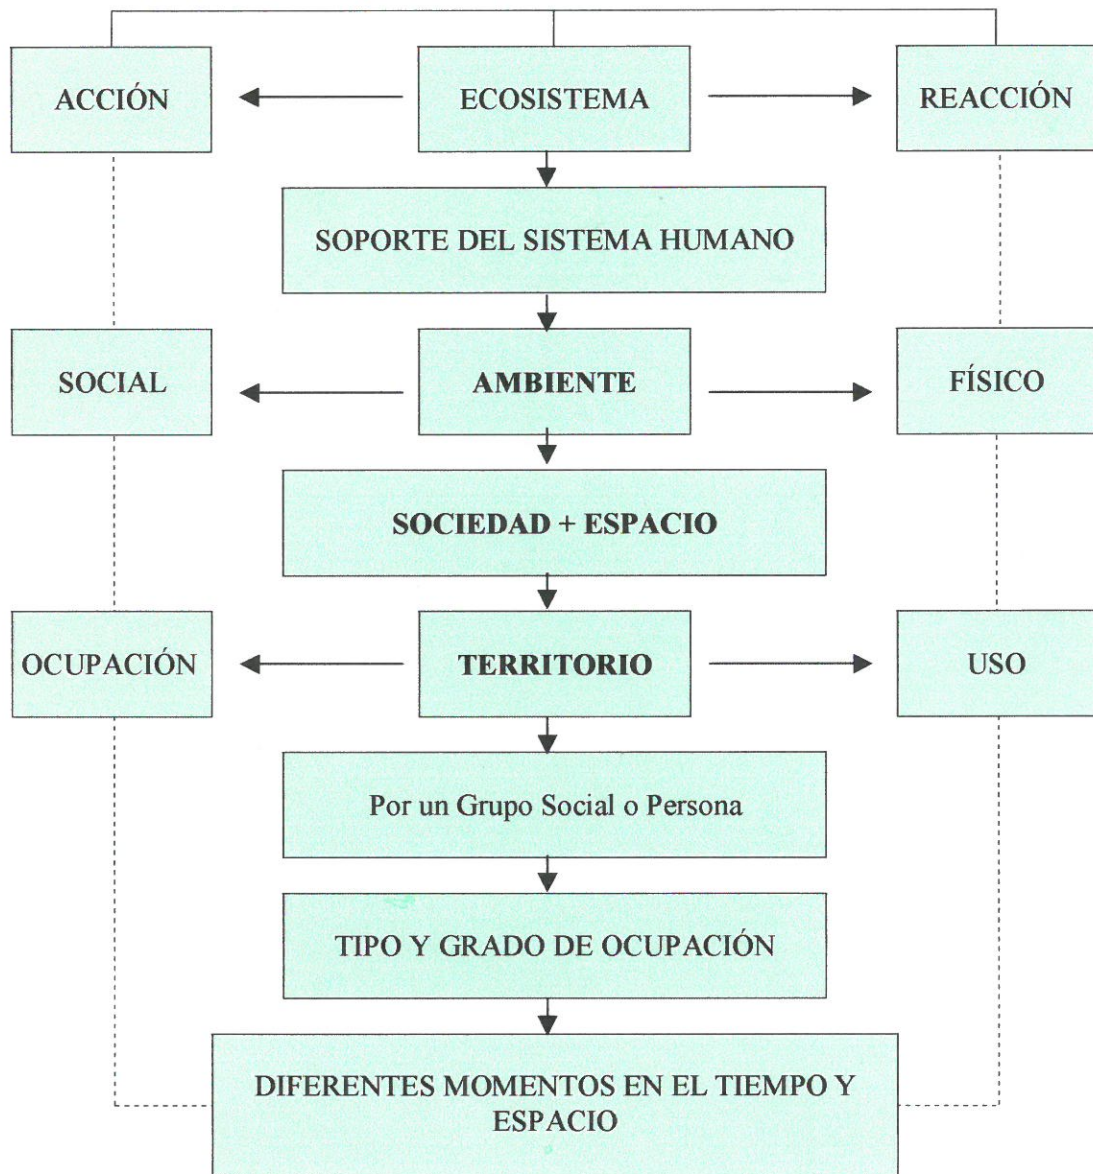 ACCIÓN
ECOSISTEMA
REACCIÓN
SOPORTE DEL SISTEMA HUMANO
SOCIAL
AMBIENTE
FÍSICO
SOCIEDAD + ESPACIO
OCUPACIÓN
TERRITORIO
USO
Por un Grupo Social o Persona
TIPO Y GRADO DE OCUPACIÓN
DIFERENTES MOMENTOS EN EL TIEMPO Y
ESPACIO